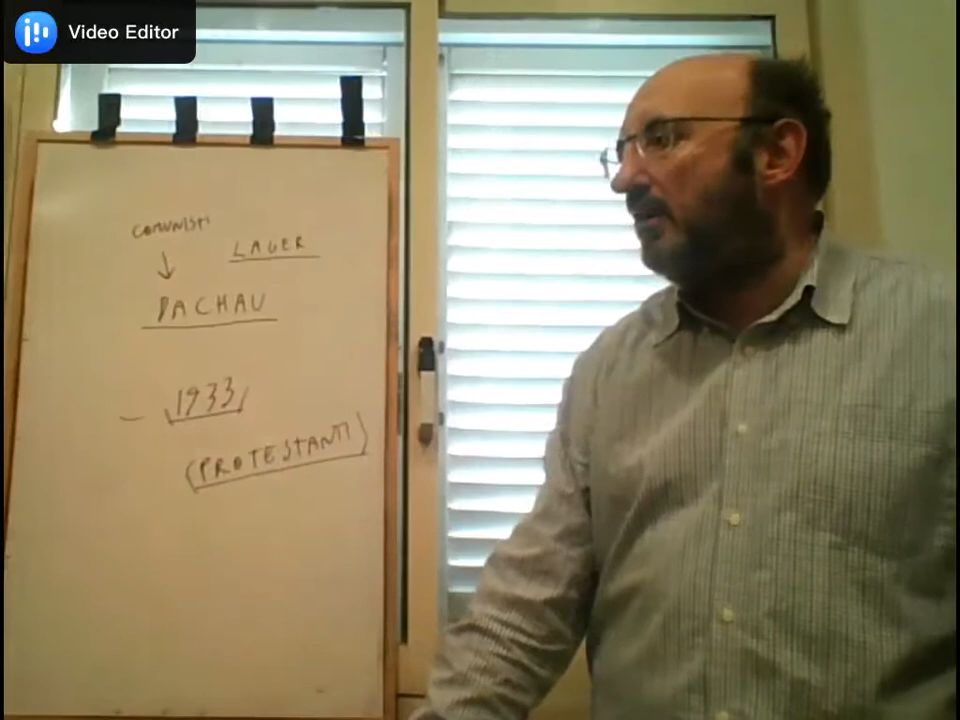 Video Editor
COMUNISTI
LAGER
DACHAU
- 1933
(PROTESTANTI)